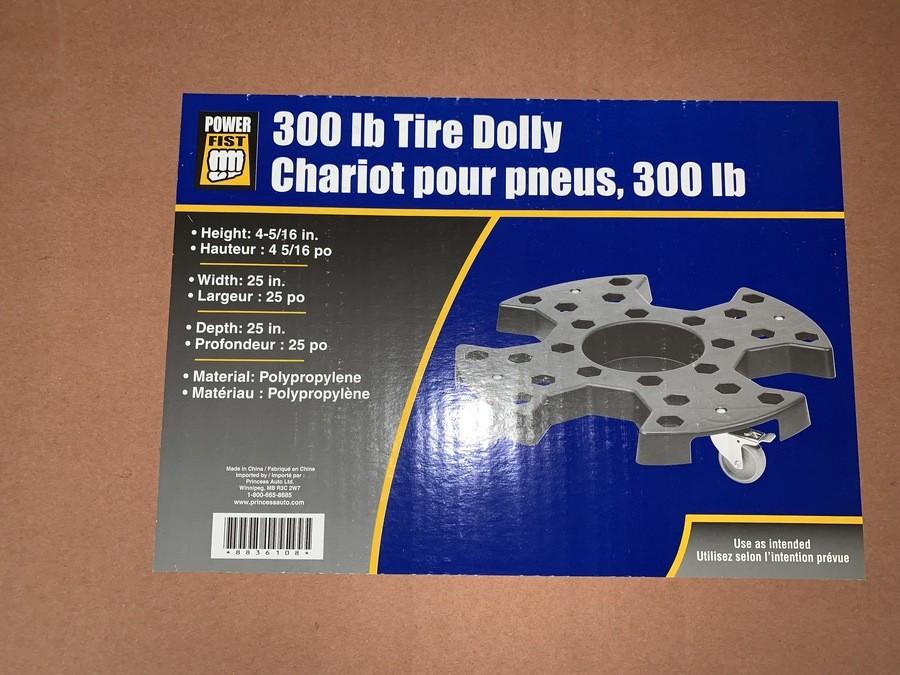 POWER
FIST
300 lb Tire Dolly
Chariot pour pneus, 300 lb
• Height: 4-5/16 in.
• Hauteur : 4 5/16 po
• Width: 25 in.
• Largeur : 25 po
• Depth: 25 in.
• Profondeur : 25 po
• Material: Polypropylene
• Matériau : Polypropylène
Made in China / Fabriqué en Chine
Imported by / Importé par :
Princess Auto Ltd.
Winnipeg, MB R3C 2W7
1-800-665-8685
www.princessauto.com
*8836108*
Use as intended
Utilisez selon l'intention prévue